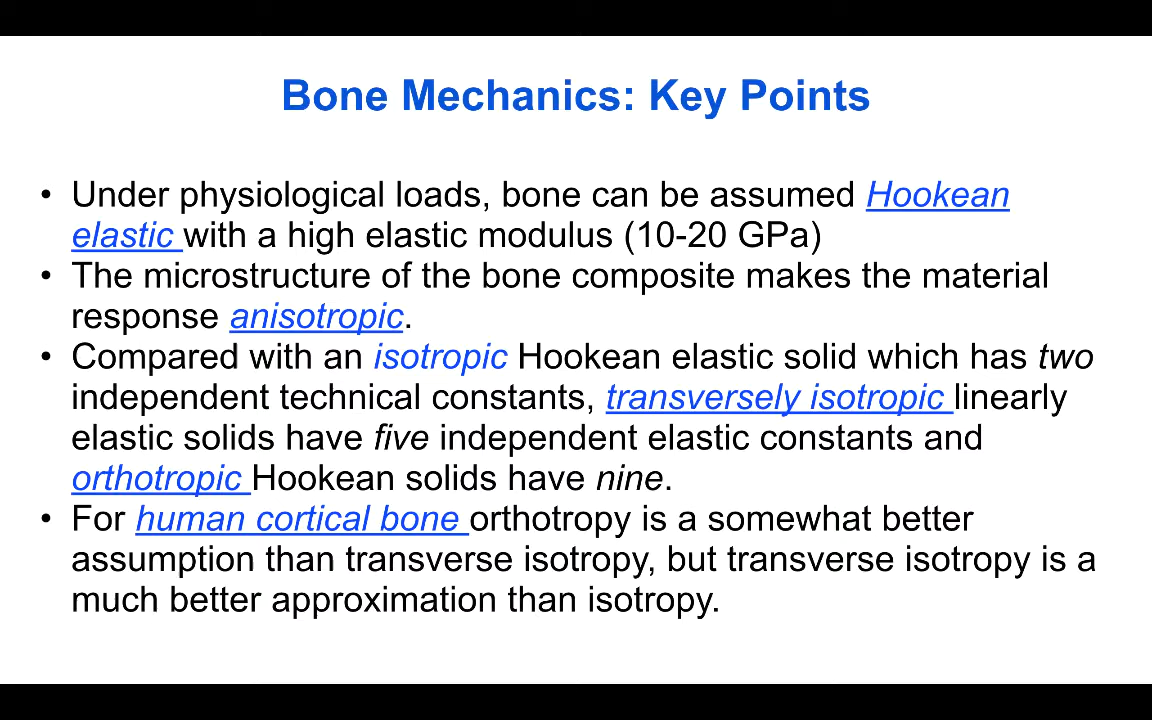 Bone Mechanics: Key Points
• Under physiological loads, bone can be assumed Hookean
elastic with a high elastic modulus (10-20 GPa)
• The microstructure of the bone composite makes the material
response anisotropic.
• Compared with an isotropic Hookean elastic solid which has two
independent technical constants, transversely isotropic linearly
elastic solids have five independent elastic constants and
orthotropic Hookean solids have nine.
• For human cortical bone orthotropy is a somewhat better
assumption than transverse isotropy, but transverse isotropy is a
much better approximation than isotropy.